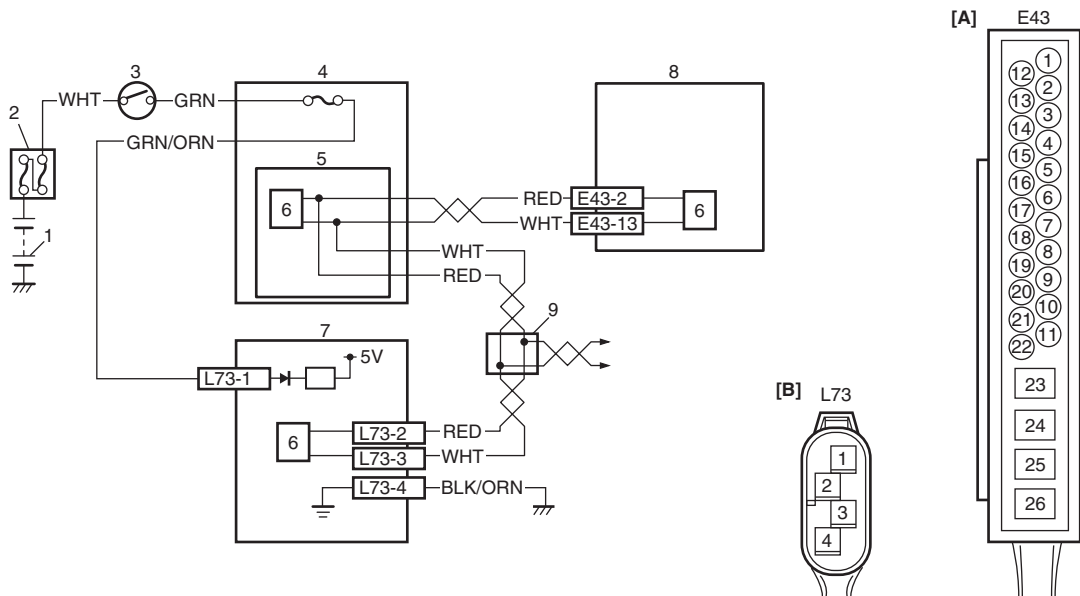 [A] E43
3 4 8
2 WHT GRN
GRN/ORN
5
6 RED E43-2 6
WHT E43-13
1 WHT
RED
9
7
5V
L73-1
6 L73-2 RED
L73-3 WHT
L73-4 BLK/ORN
[B] L73
1
2
3
4
1
12
2
13
3
14
4
15
5
16
6
17
7
18
8
19
9
20
10
21
11
22
23
24
25
26